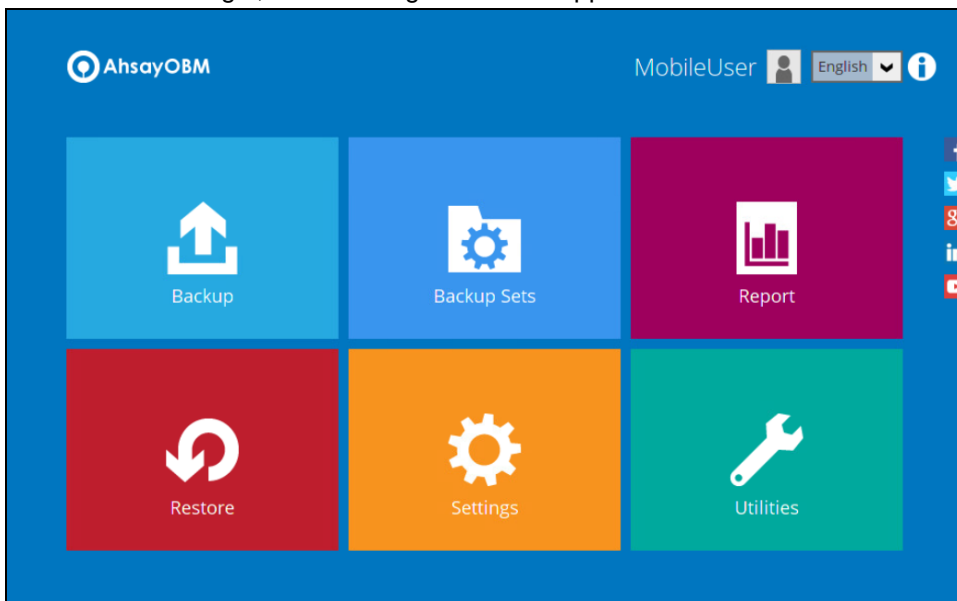 AhsayOBM
MobileUser English
Backup
Backup Sets
Report
Restore
Settings
Utilities